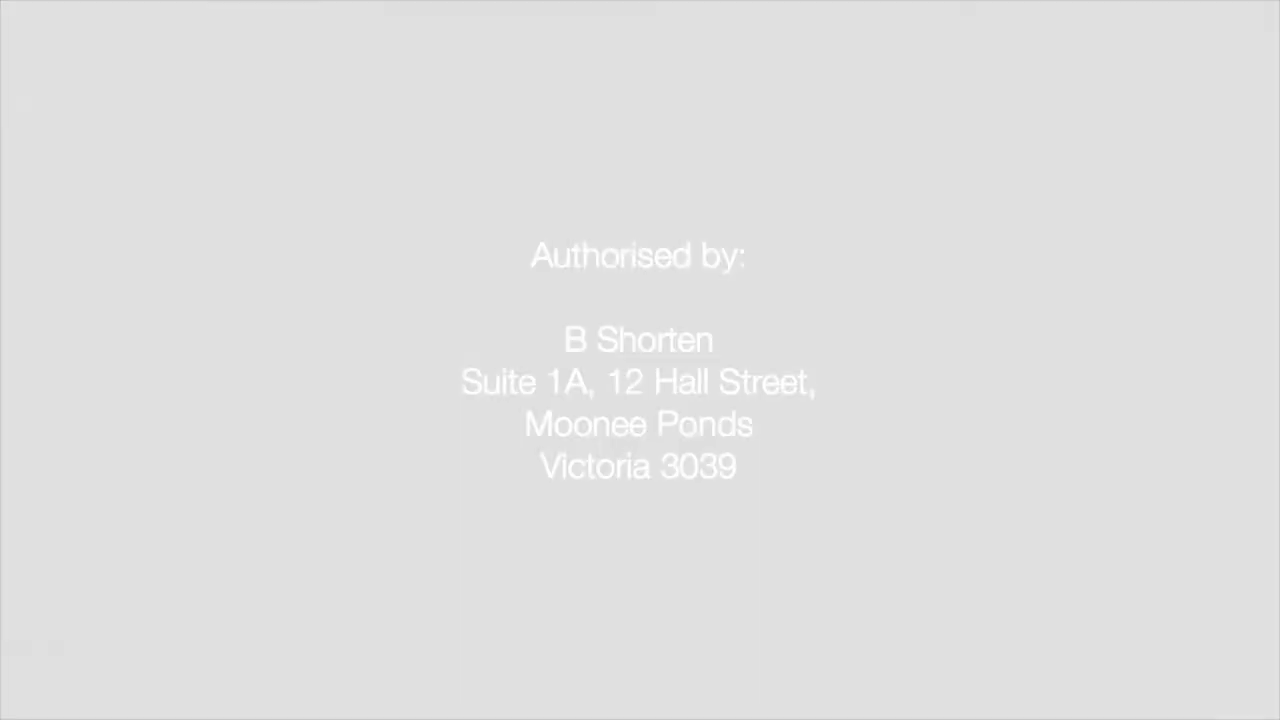 Authorised by:
B Shorten
Suite 1A, 12 Hall Street,
Moonee Ponds
Victoria 3039